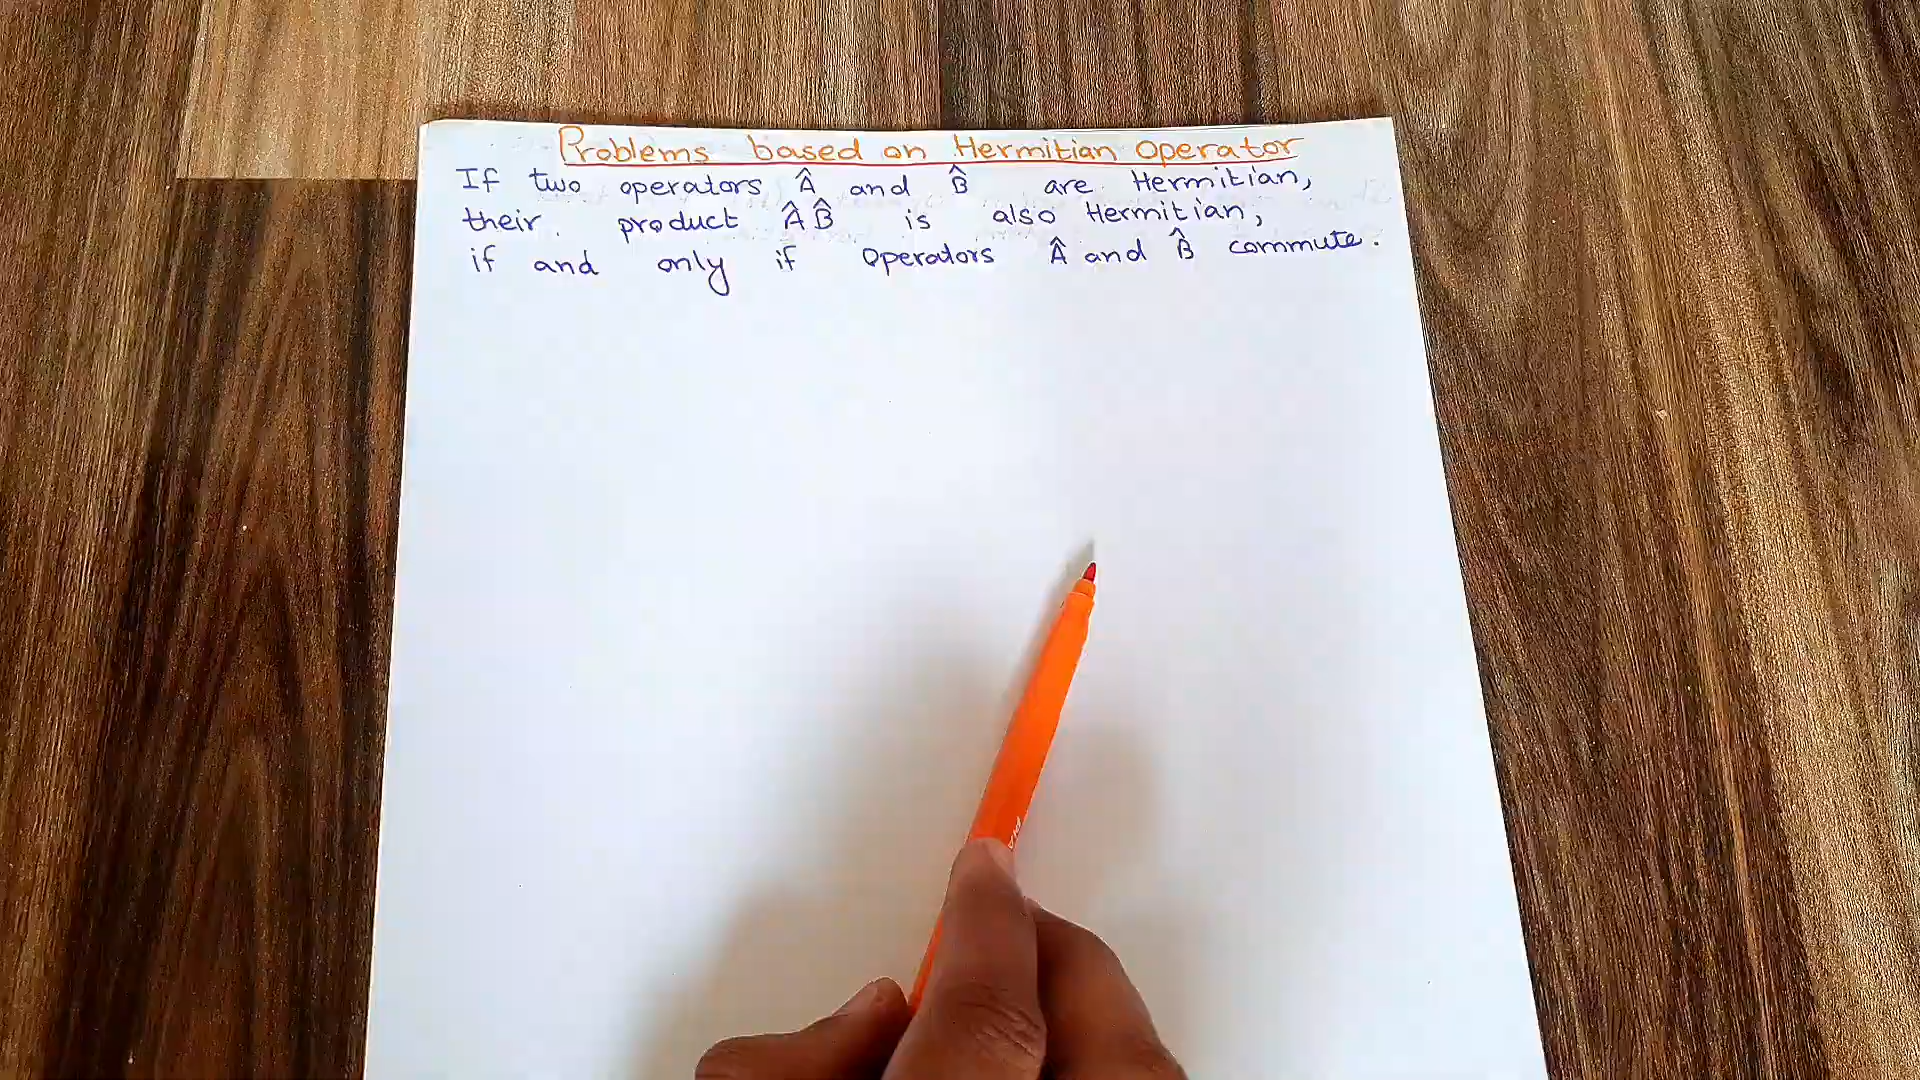 Problems based on Hermitian Operator
If two operators Â and B̂ are Hermitian,
their product ÂB̂ is also Hermitian,
if and only if Operators Â and B̂ commute.